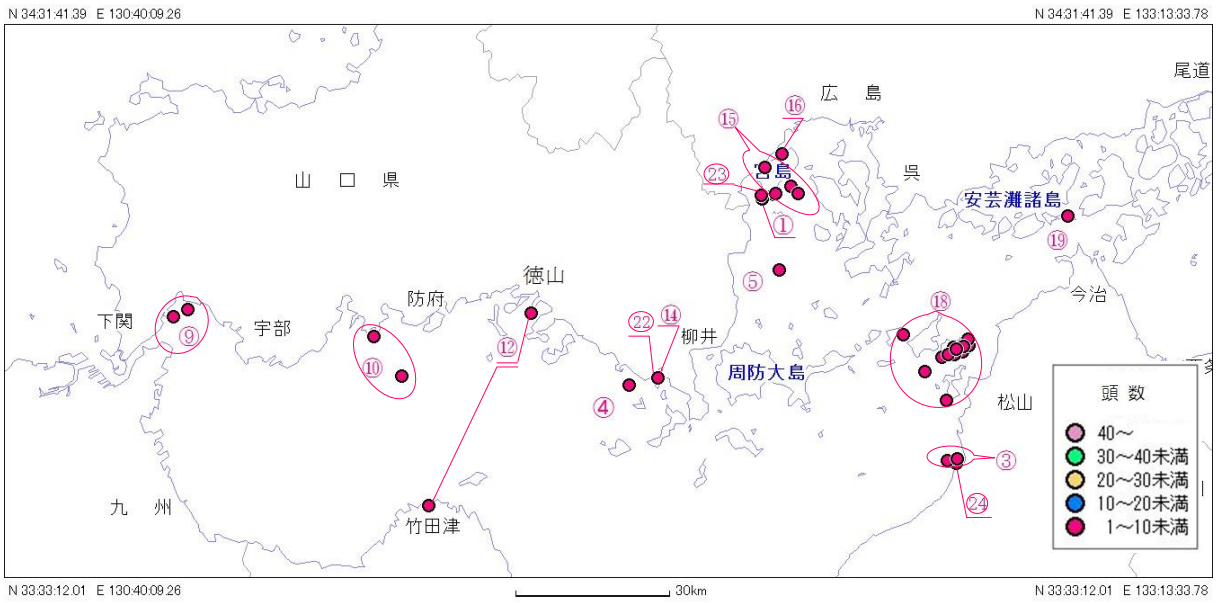 N 34:31:41.39 E 130:40:09.26
N 34:31:41.39 E 133:13:33.78
尾道
広 島
⑯
⑮
宮島
㉓
山 口 県
呉
安芸灘諸島
①
⑲
⑤
徳山
今治
防府
⑱
下関
宇部
⑨
㉒
⑭
柳井
⑫
⑩
周防大島
④
松山
③
㉔
九 州
竹田津
頭 数
40~
30~40未満
20~30未満
10~20未満
1~10未満
N 33:33:12.01 E 130:40:09.26
30km
N 33:33:12.01 E 133:13:33.78